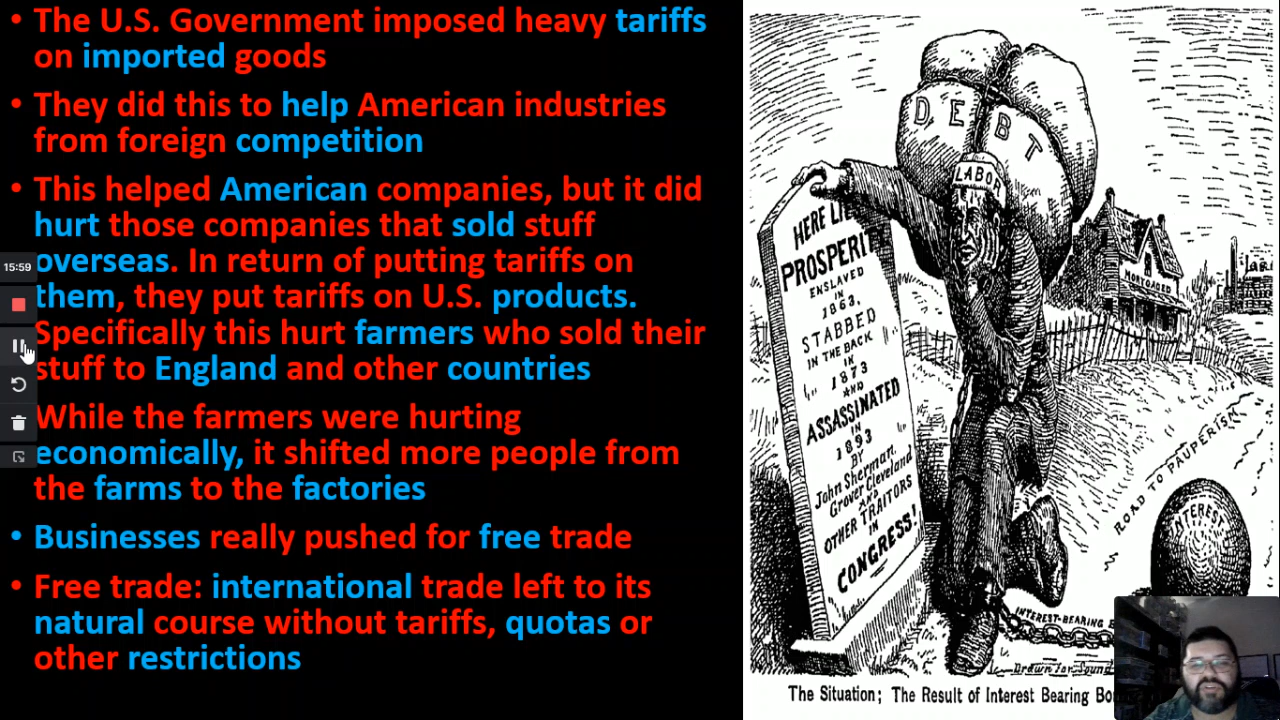 • The U.S. Government imposed heavy tariffs
on imported goods
• They did this to help American industries
from foreign competition
• This helped American companies, but it did
hurt those companies that sold stuff
overseas. In return of putting tariffs on
them, they put tariffs on U.S. products.
Specifically this hurt farmers who sold their
stuff to England and other countries
While the farmers were hurting
economically, it shifted more people from
the farms to the factories
• Businesses really pushed for free trade
• Free trade: international trade left to its
natural course without tariffs, quotas or
other restrictions
15:59
DEBT
LABOR
HERE
PROSPERIT
ENSLAVED
IN
1863,
STABBED
IN THE BACK
IN
1873
AND
ASSASSINATED
IN
1893
BY
John Sherman.
Grover Cleveland
AND
OTHER TRAITORS
IN
CONGRESS!
MORTGAGED
ROAD TO PAUPERISM
INTEREST
INTEREST-BEARING
Drawn for Sound
The Situation; The Result of Interest Bearing